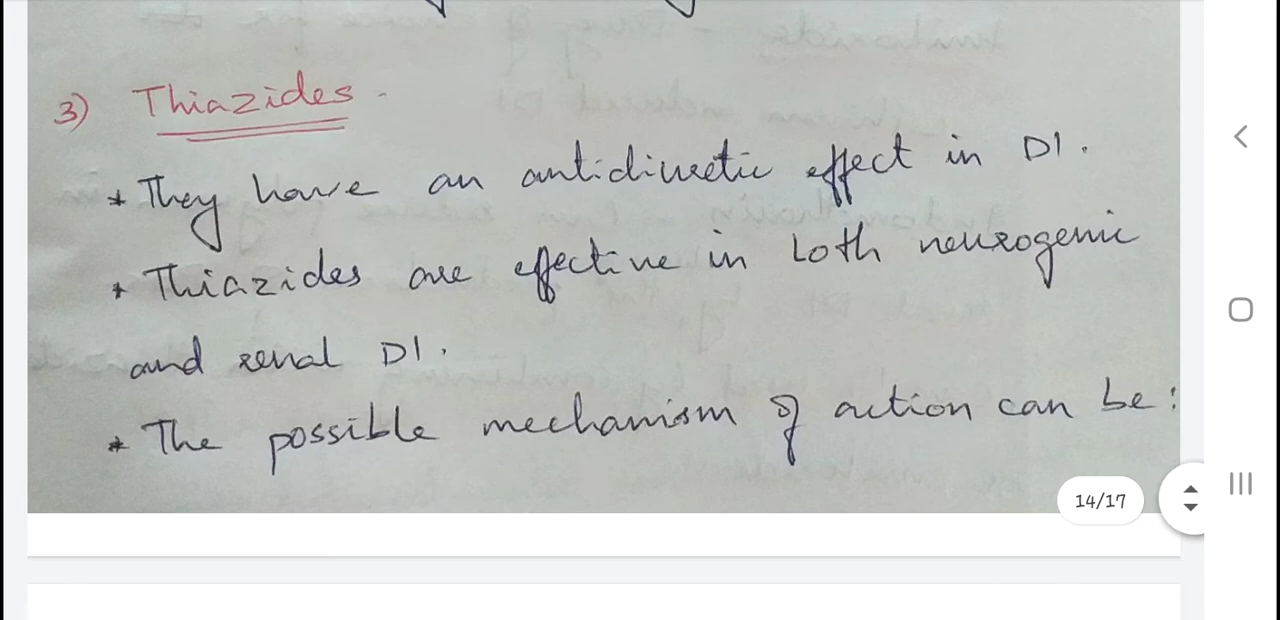 3) Thiazides -
* They have an antidiuretic effect in DI.
* Thiazides are effective in both neurogenic
and renal DI.
* The possible mechanism of action can be:
14/17